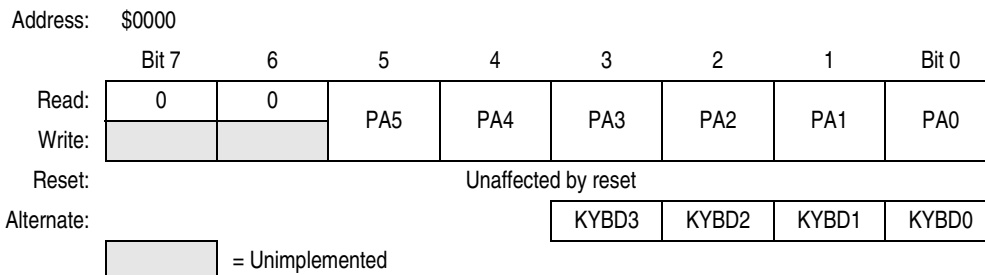 Address: $0000
Bit 7 6 5 4 3 2 1 Bit 0
Read: 0 0 PA5 PA4 PA3 PA2 PA1 PA0
Write:
Reset: Unaffected by reset
Alternate: KYBD3 KYBD2 KYBD1 KYBD0
= Unimplemented